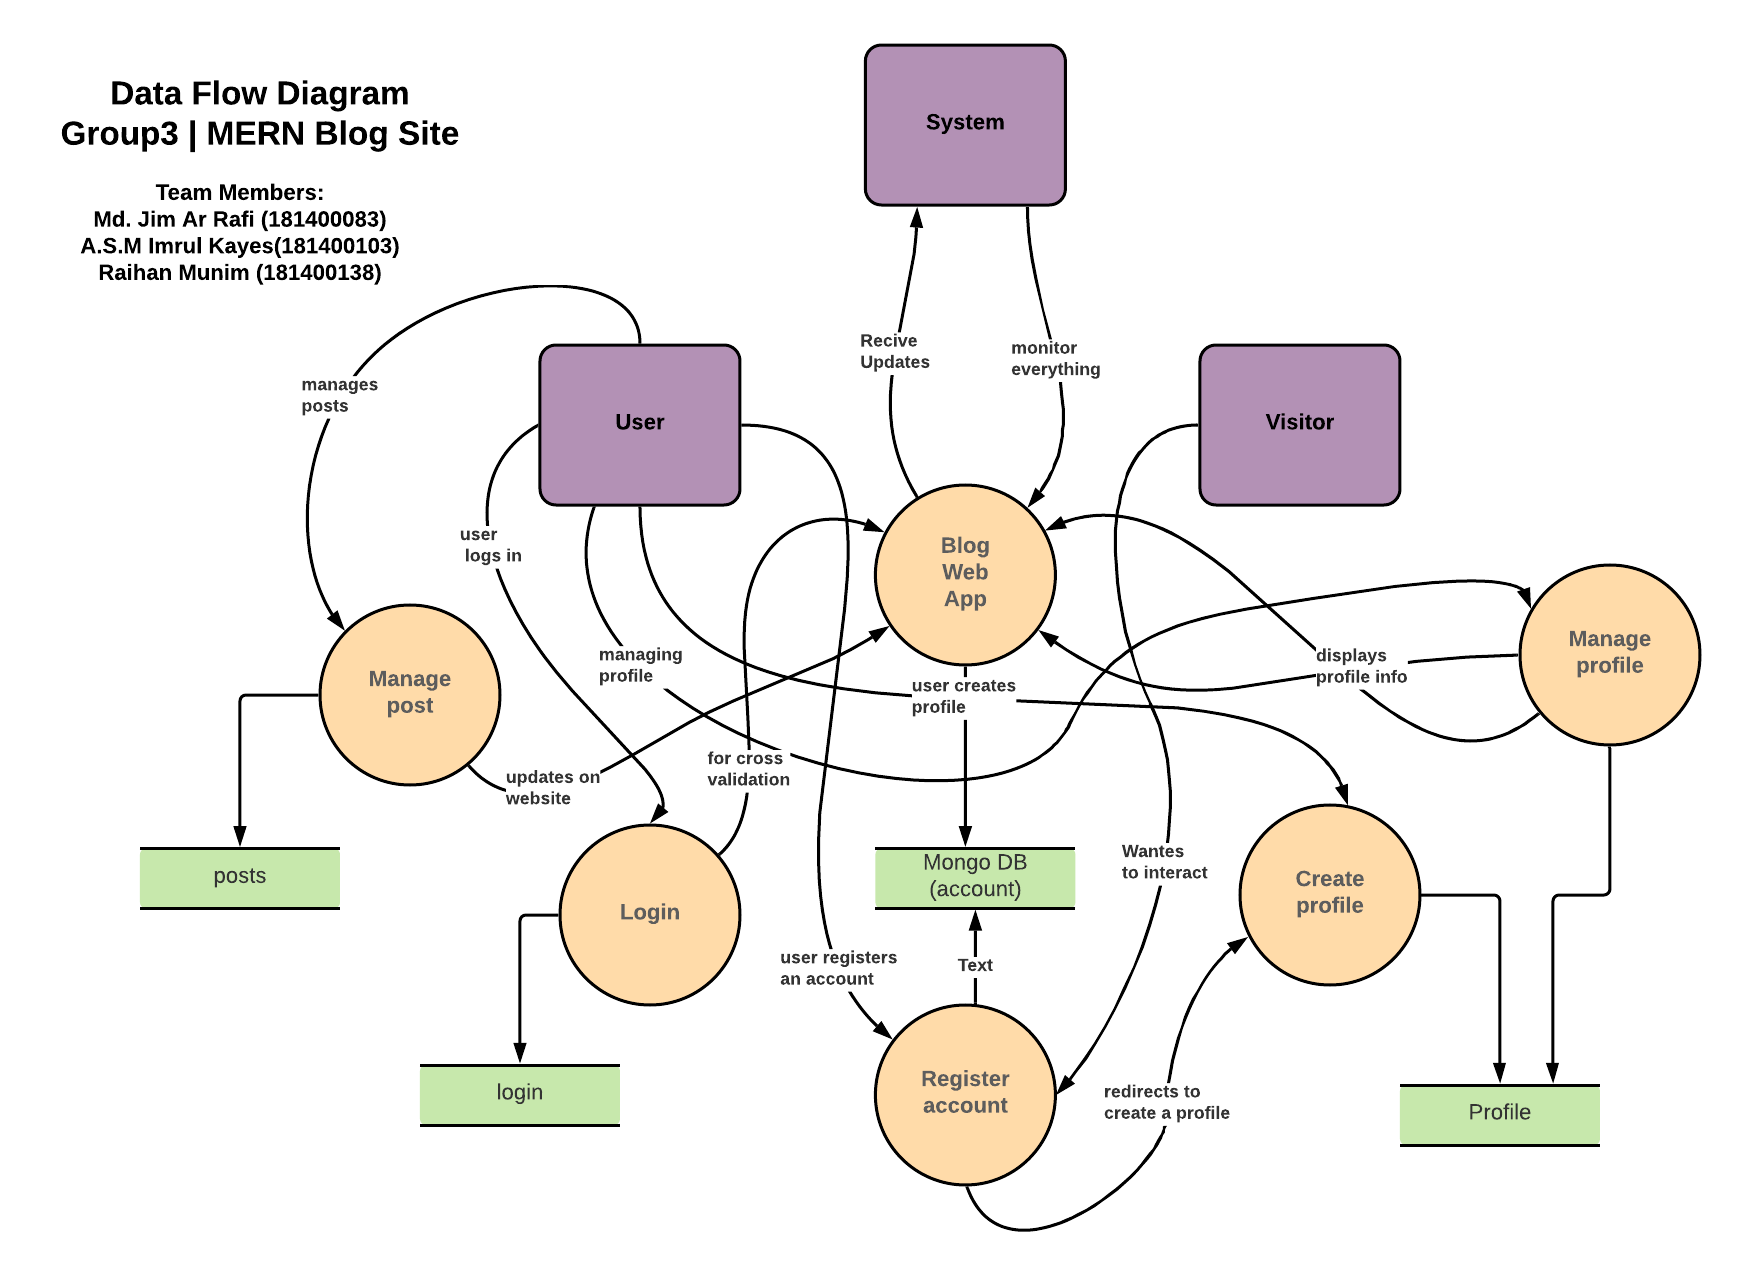 Data Flow Diagram
Group3 | MERN Blog Site
Team Members:
Md. Jim Ar Rafi (181400083)
A.S.M Imrul Kayes(181400103)
Raihan Munim (181400138)
System
Recive
Updates
monitor
everything
manages
posts
User
Visitor
user
logs in
Blog
Web
App
managing
profile
user creates
profile
displays
profile info
Manage
profile
Manage
post
updates on
website
for cross
validation
posts
Login
Mongo DB
(account)
Wantes
to interact
Create
profile
user registers
an account
Text
login
Register
account
redirects to
create a profile
Profile